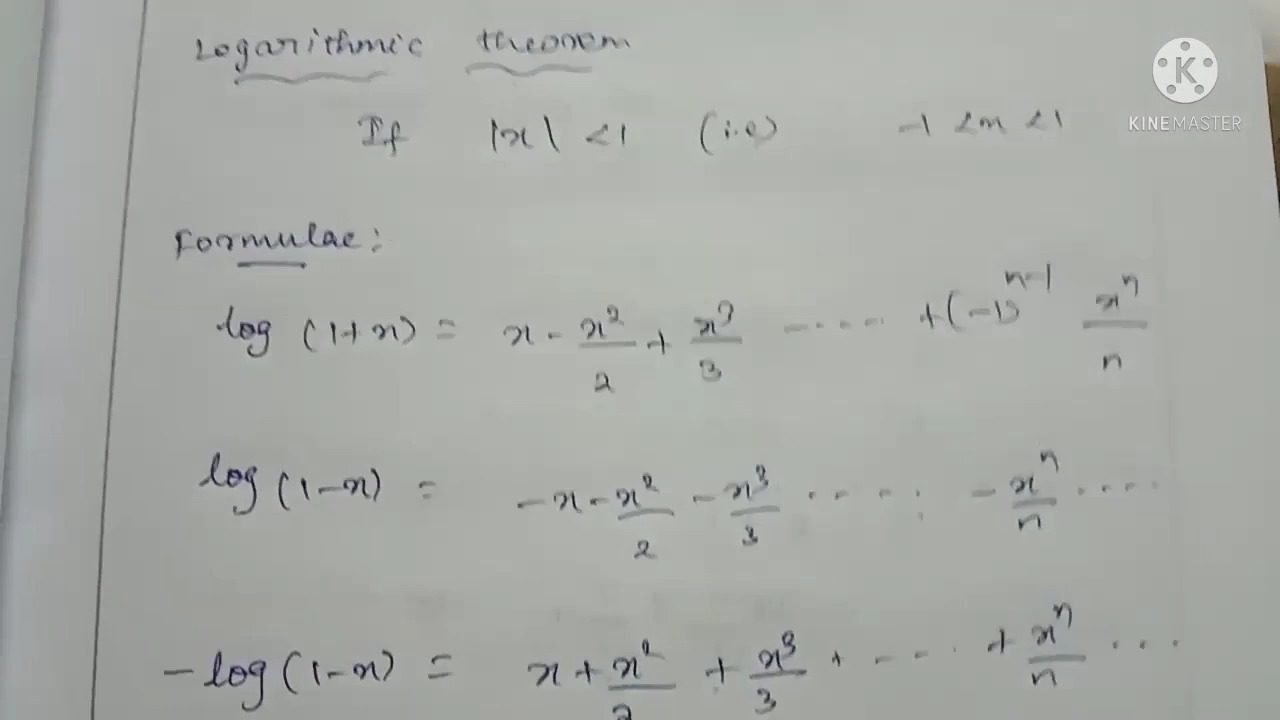 Logarithmic theorem
If |x| < 1 (i.e) -1 < x < 1
KINEMASTER
Formulae:
log (1+x) = x - x²/2 + x³/3 ...... +(-1)ⁿ⁻¹ xⁿ/n
log (1-x) = -x - x²/2 - x³/3 ..... - xⁿ/n ....
-log (1-x) = x + x²/2 + x³/3 + .... + xⁿ/n ...